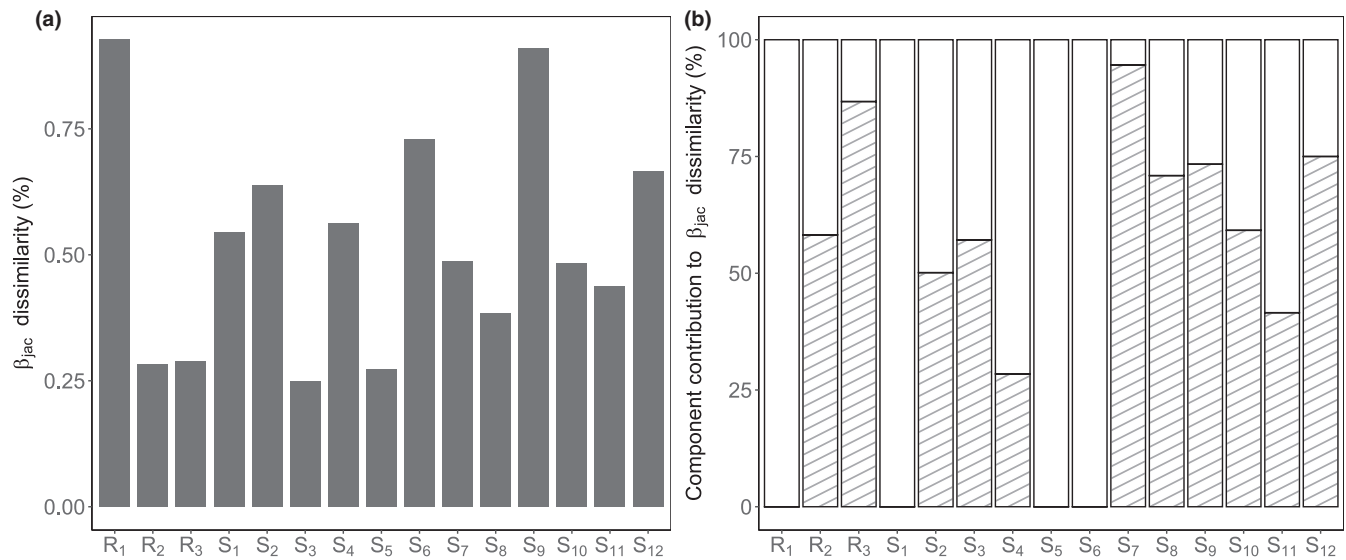 (a)
β_jac dissimilarity (%)
0.75
0.50
0.25
0.00
R₁ R₂ R₃ S₁ S₂ S₃ S₄ S₅ S₆ S₇ S₈ S₉ S₁₀ S₁₁ S₁₂
(b)
Component contribution to β_jac dissimilarity (%)
100
75
50
25
0
R₁ R₂ R₃ S₁ S₂ S₃ S₄ S₅ S₆ S₇ S₈ S₉ S₁₀ S₁₁ S₁₂